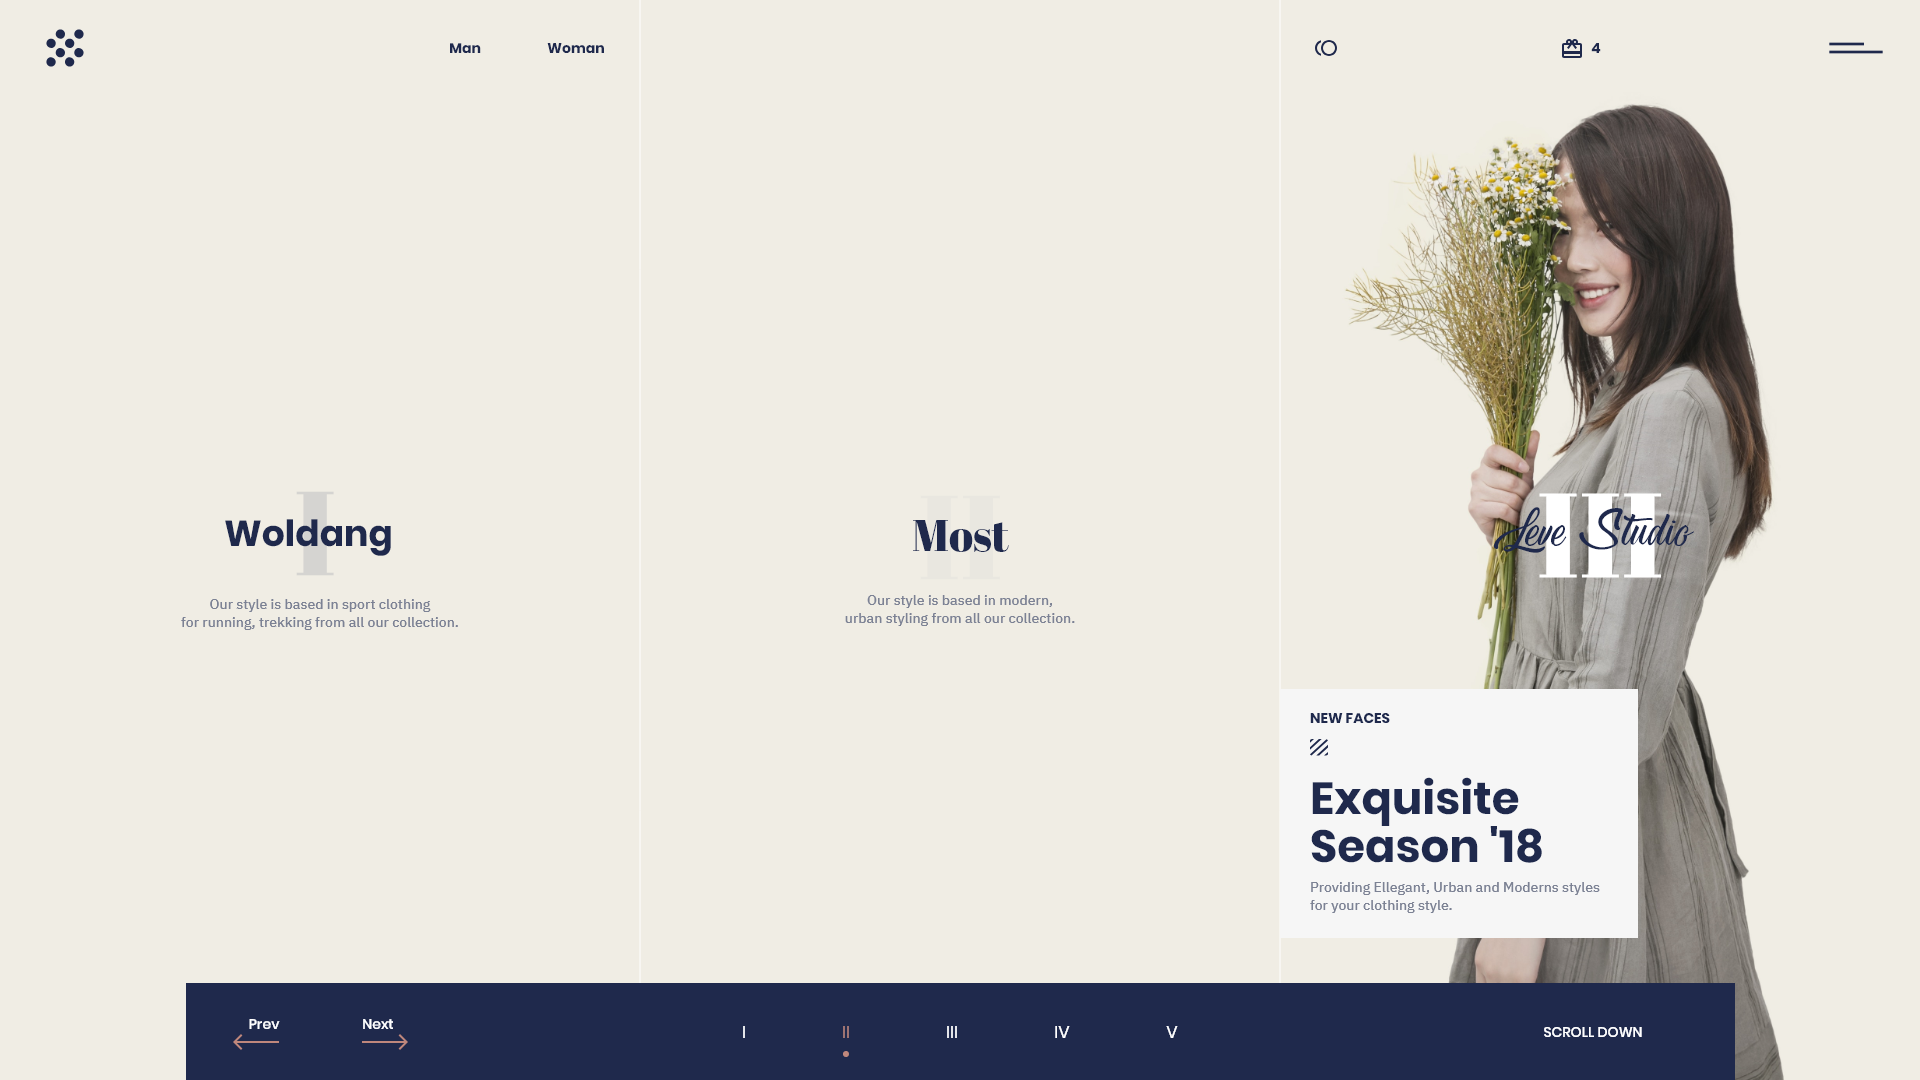 Man
Woman
4
I
Woldang
Our style is based in sport clothing
for running, trekking from all our collection.
II
Most
Our style is based in modern,
urban styling from all our collection.
III
Leve Studio
NEW FACES
Exquisite
Season '18
Providing Ellegant, Urban and Moderns styles
for your clothing style.
Prev
Next
I
II
III
IV
V
SCROLL DOWN